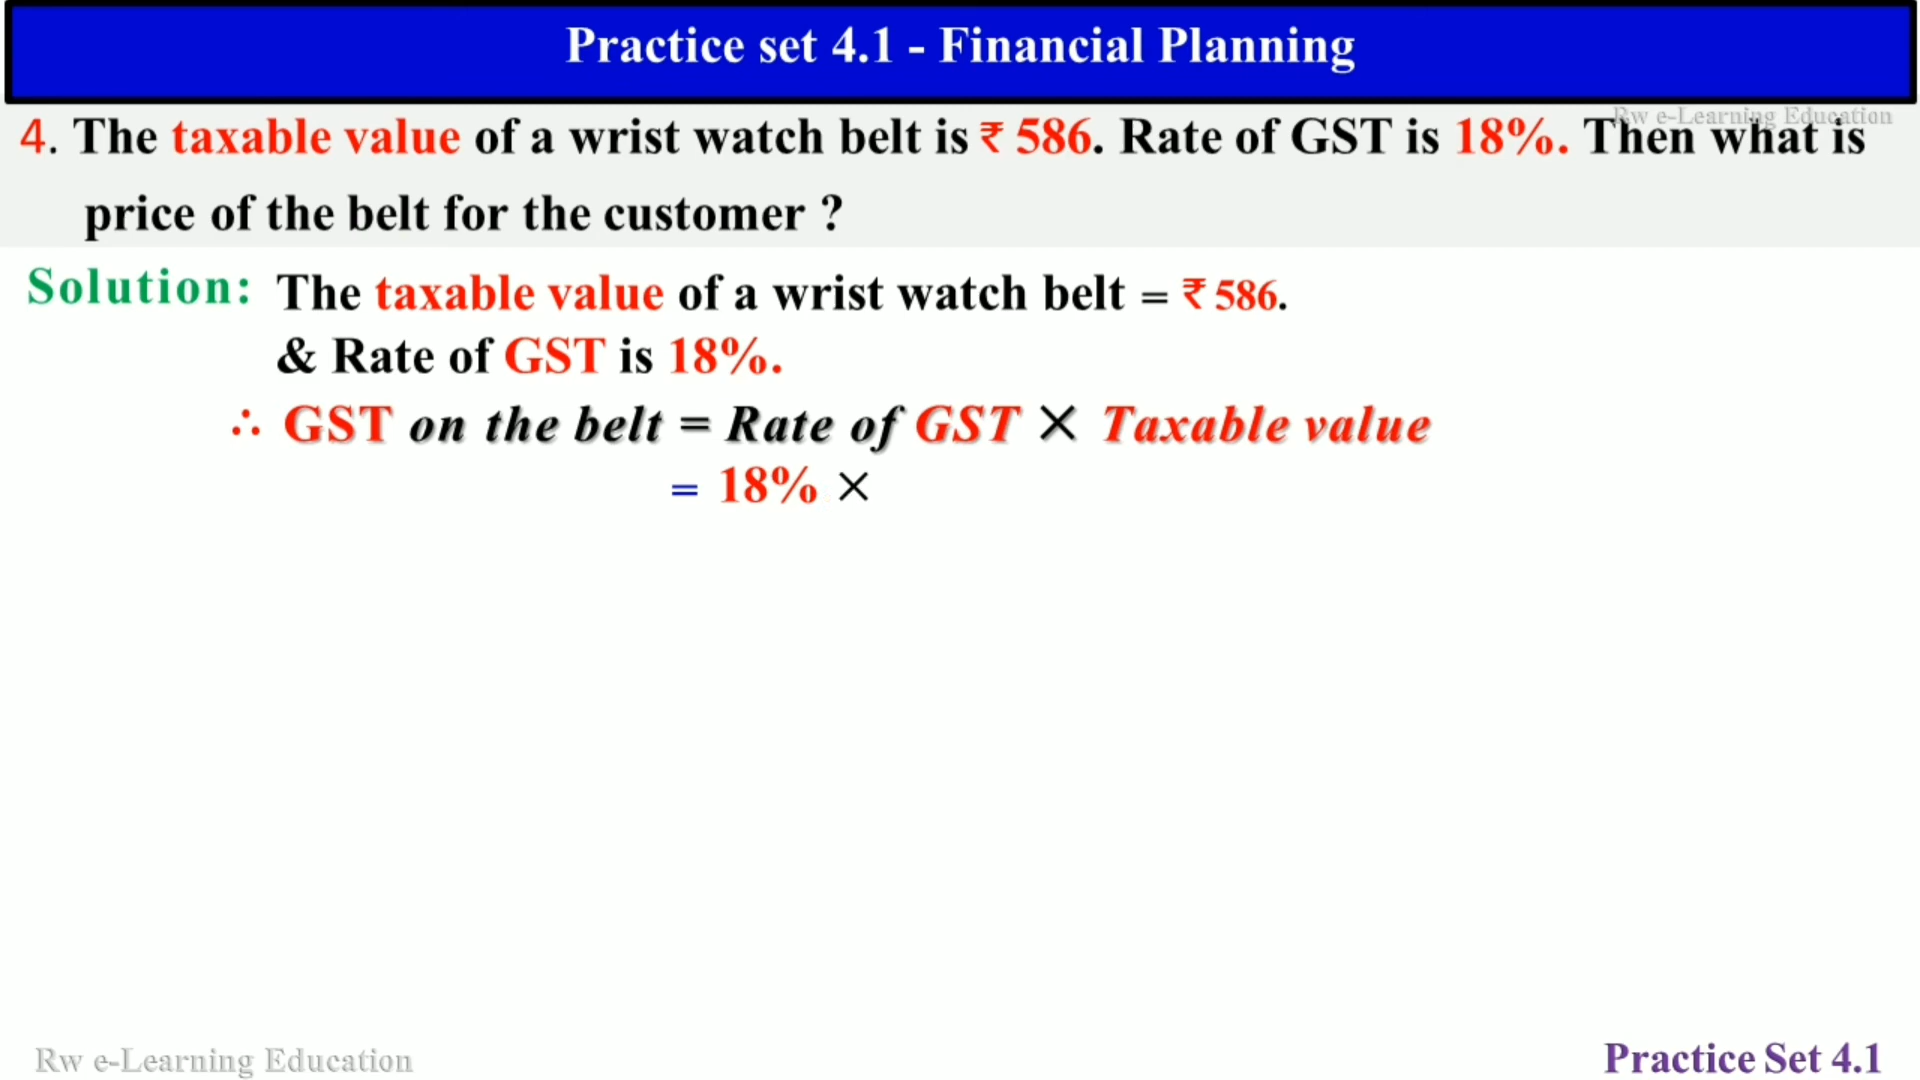 Practice set 4.1 - Financial Planning
Rw e-Learning Education
4. The taxable value of a wrist watch belt is ₹ 586. Rate of GST is 18%. Then what is
price of the belt for the customer ?
Solution: The taxable value of a wrist watch belt = ₹ 586.
& Rate of GST is 18%.
∴ GST on the belt = Rate of GST × Taxable value
= 18% ×
Rw e-Learning Education
Practice Set 4.1